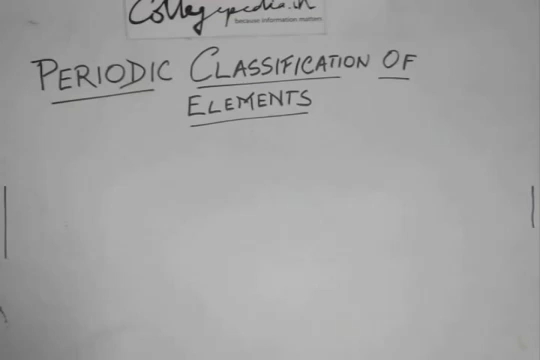 Collegepedia.in
because information matters
PERIODIC CLASSIFICATION OF
ELEMENTS